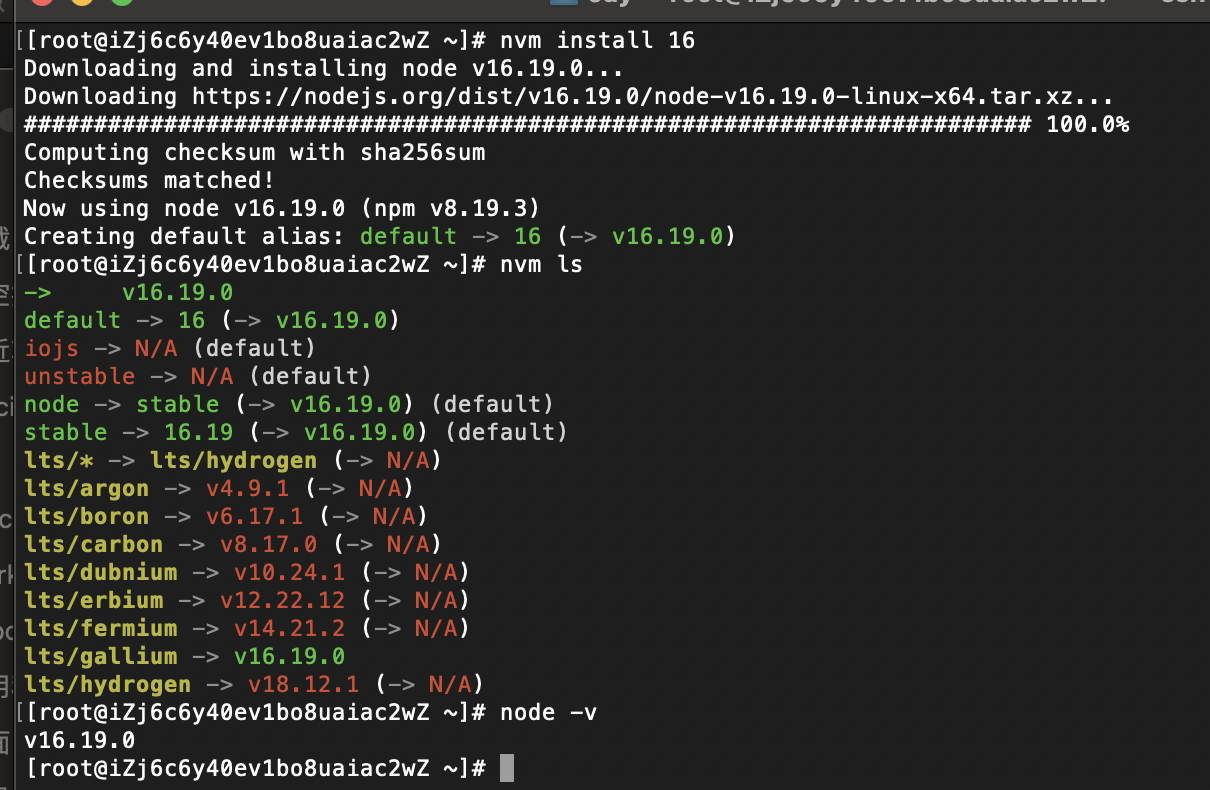 [[root@iZj6c6y40ev1bo8uaiac2wZ ~]# nvm install 16
Downloading and installing node v16.19.0...
Downloading https://nodejs.org/dist/v16.19.0/node-v16.19.0-linux-x64.tar.xz...
######################################################################## 100.0%
Computing checksum with sha256sum
Checksums matched!
Now using node v16.19.0 (npm v8.19.3)
Creating default alias: default -> 16 (-> v16.19.0)
[[root@iZj6c6y40ev1bo8uaiac2wZ ~]# nvm ls
->     v16.19.0
default -> 16 (-> v16.19.0)
iojs -> N/A (default)
unstable -> N/A (default)
node -> stable (-> v16.19.0) (default)
stable -> 16.19 (-> v16.19.0) (default)
lts/* -> lts/hydrogen (-> N/A)
lts/argon -> v4.9.1 (-> N/A)
lts/boron -> v6.17.1 (-> N/A)
lts/carbon -> v8.17.0 (-> N/A)
lts/dubnium -> v10.24.1 (-> N/A)
lts/erbium -> v12.22.12 (-> N/A)
lts/fermium -> v14.21.2 (-> N/A)
lts/gallium -> v16.19.0
lts/hydrogen -> v18.12.1 (-> N/A)
[[root@iZj6c6y40ev1bo8uaiac2wZ ~]# node -v
v16.19.0
[root@iZj6c6y40ev1bo8uaiac2wZ ~]#